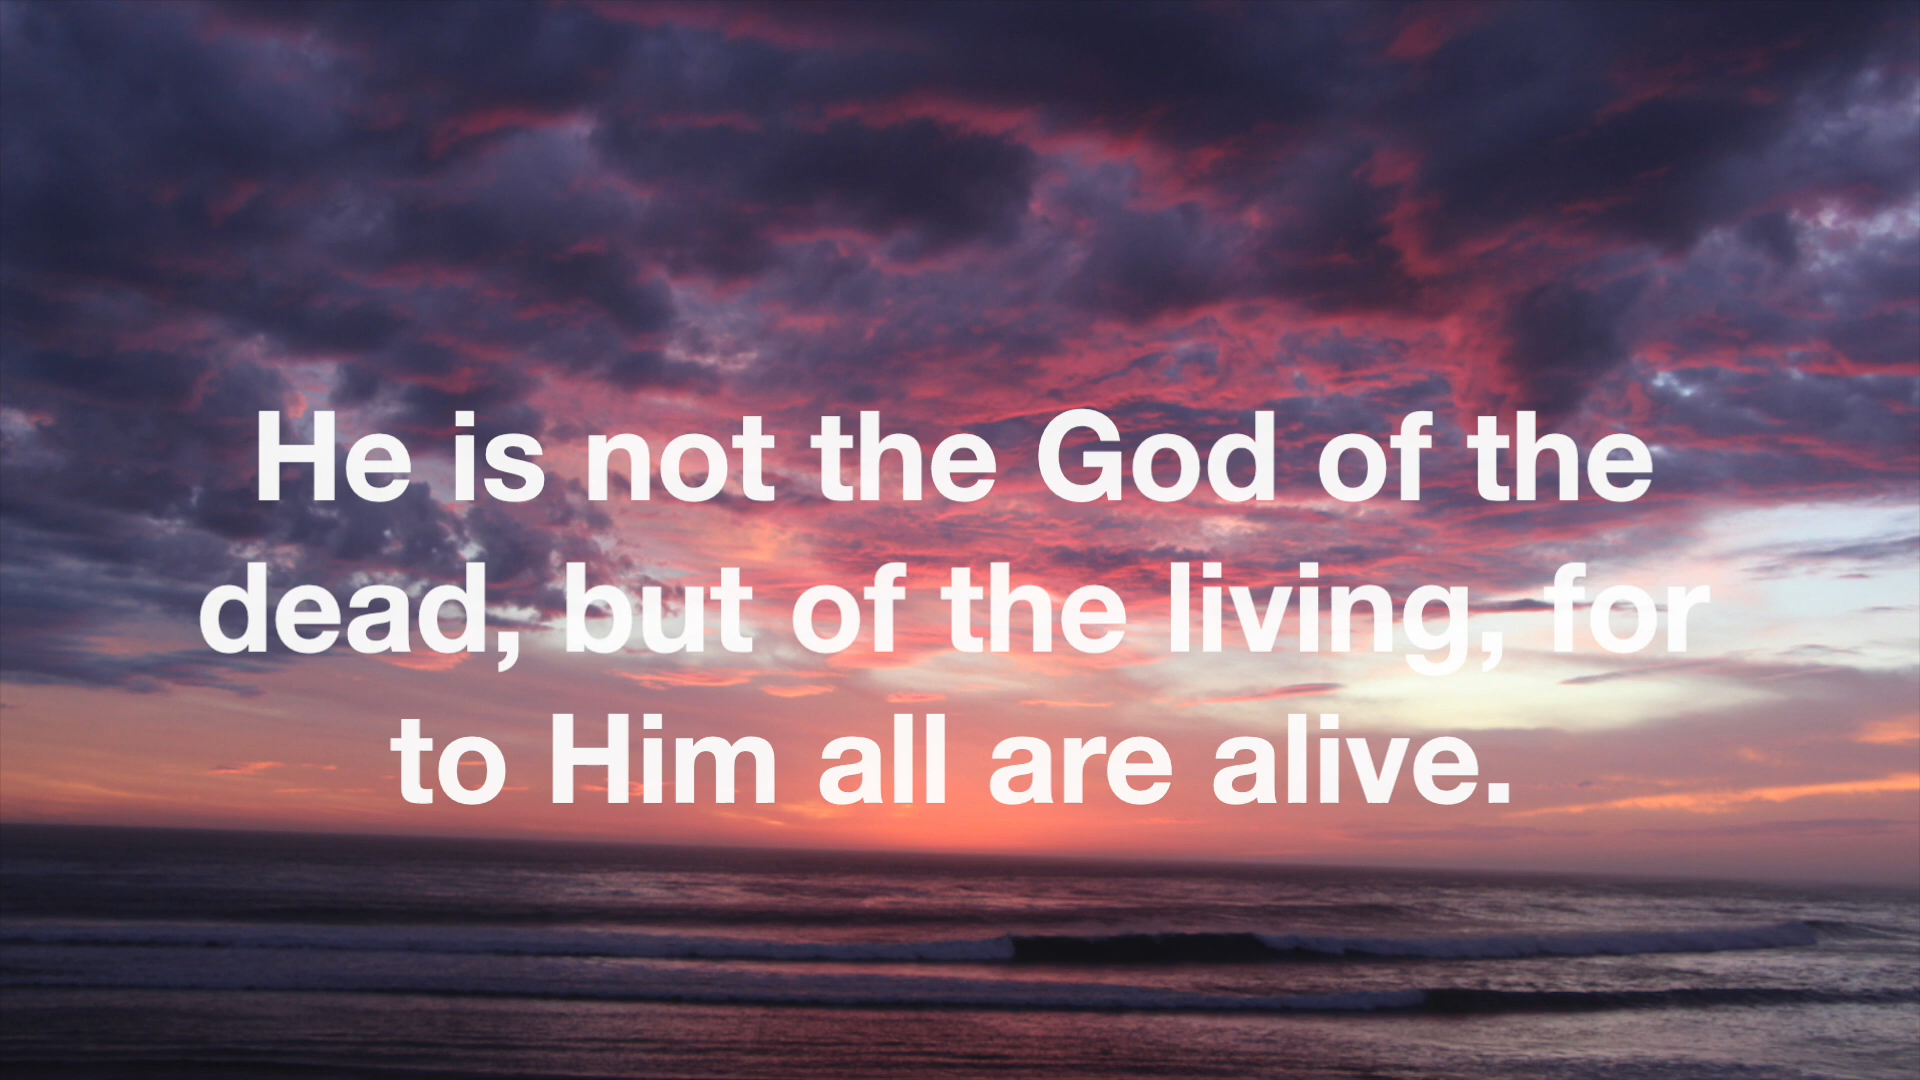 He is not the God of the
dead, but of the living, for
to Him all are alive.